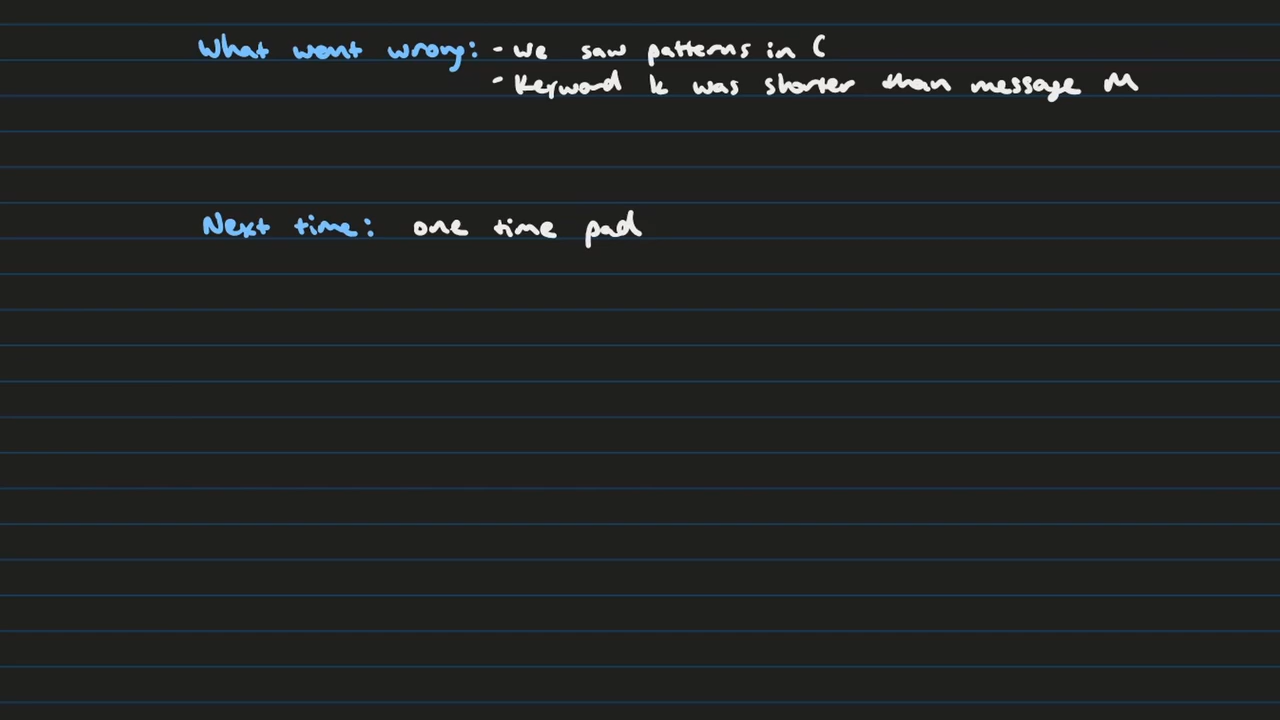 What went wrong: - we saw patterns in C
- Keyword k was shorter than message M
Next time: one time pad